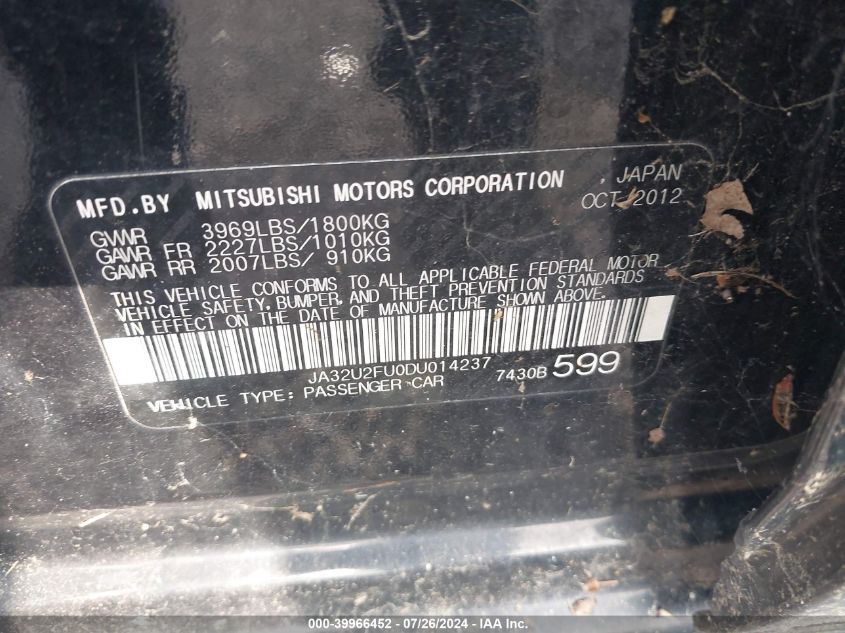 MFD.BY MITSUBISHI MOTORS CORPORATION , JAPAN
OCT 2012
GVWR 3969LBS/1800KG
GAWR FR 2227LBS/1010KG
GAWR RR 2007LBS/ 910KG
THIS VEHICLE CONFORMS TO ALL APPLICABLE FEDERAL MOTOR
VEHICLE SAFETY, BUMPER, AND THEFT PREVENTION STANDARDS
IN EFFECT ON THE DATE OF MANUFACTURE SHOWN ABOVE.
JA32U2FU0DU014237 7430B 599
VEHICLE TYPE: PASSENGER CAR
000-39966452 - 07/26/2024 - IAA, Inc.